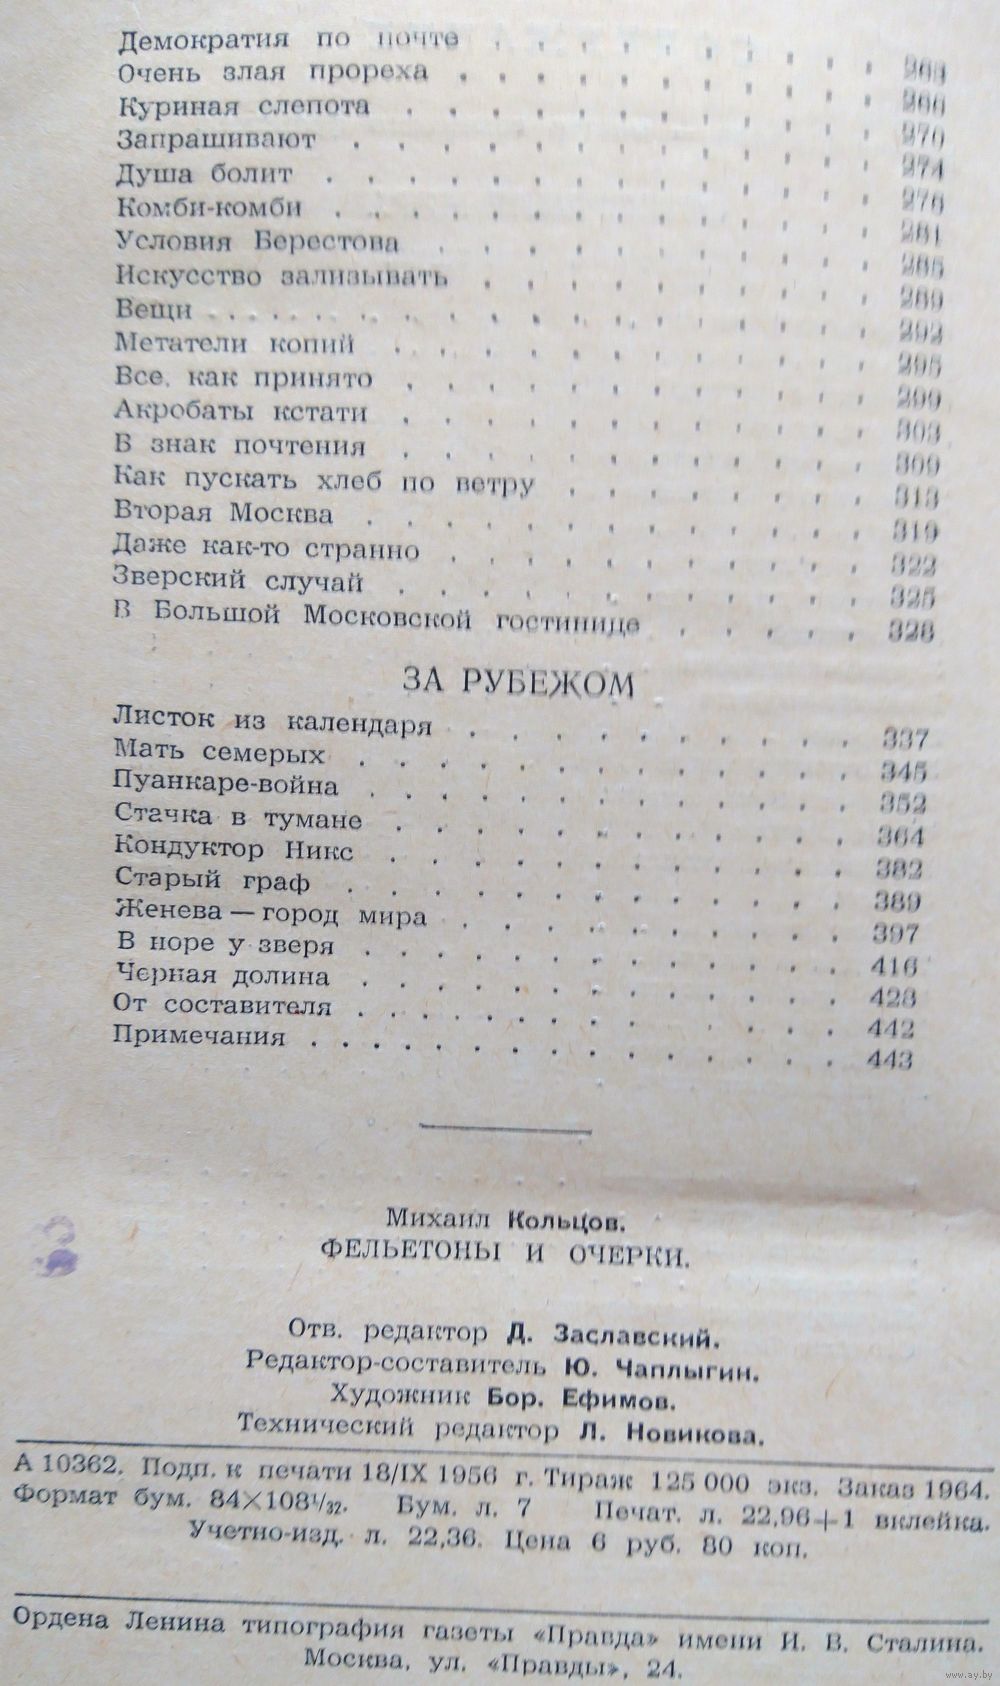 Демократия по почте . . . . . . . . . . 263
Очень злая прореха . . . . . . . . . . . 266
Куриная слепота . . . . . . . . . . . . 270
Запрашивают . . . . . . . . . . . . . 274
Душа болит . . . . . . . . . . . . . . 276
Комби-комби . . . . . . . . . . . . . 281
Условия Берестова . . . . . . . . . . . 285
Искусство зализывать . . . . . . . . . . 289
Вещи . . . . . . . . . . . . . . . . 292
Метатели копий . . . . . . . . . . . . 295
Все, как принято . . . . . . . . . . . . 299
Акробаты кстати . . . . . . . . . . . . 303
В знак почтения . . . . . . . . . . . . 309
Как пускать хлеб по ветру . . . . . . . . 313
Вторая Москва . . . . . . . . . . . . . 319
Даже как-то странно . . . . . . . . . . . 322
Зверский случай . . . . . . . . . . . . 325
В Большой Московской гостинице . . . . . 328
ЗА РУБЕЖОМ
Листок из календаря . . . . . . . . . . 337
Мать семерых . . . . . . . . . . . . . 345
Пуанкаре-война . . . . . . . . . . . . 352
Стачка в тумане . . . . . . . . . . . . 364
Кондуктор Никс . . . . . . . . . . . . 382
Старый граф . . . . . . . . . . . . . 389
Женева — город мира . . . . . . . . . . 397
В норе у зверя . . . . . . . . . . . . . 416
Черная долина . . . . . . . . . . . . . 428
От составителя . . . . . . . . . . . . . 442
Примечания . . . . . . . . . . . . . . 443
Михаил Кольцов.
ФЕЛЬЕТОНЫ И ОЧЕРКИ.
Отв. редактор Д. Заславский.
Редактор-составитель Ю. Чаплыгин.
Художник Бор. Ефимов.
Технический редактор Л. Новикова.
А 10362. Подп. к печати 18/IX 1956 г. Тираж 125 000 экз. Заказ 1964.
Формат бум. 84×108¹/₃₂. Бум. л. 7 Печат. л. 22,96+1 вклейка.
Учетно-изд. л. 22,36. Цена 6 руб. 80 коп.
Ордена Ленина типография газеты «Правда» имени И. В. Сталина.
Москва, ул. «Правды», 24.
www.ay.by